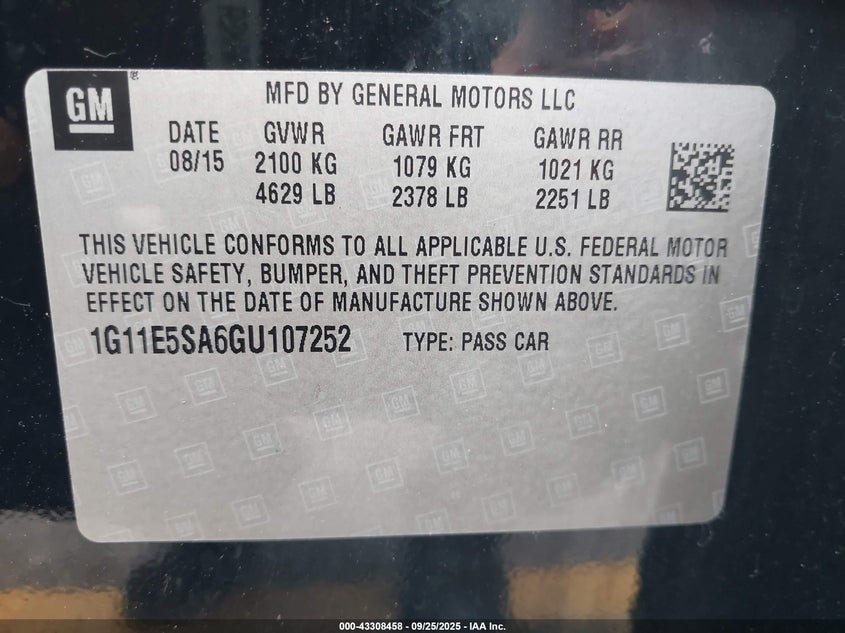 GM
MFD BY GENERAL MOTORS LLC
DATE GVWR GAWR FRT GAWR RR
08/15 2100 KG 1079 KG 1021 KG
4629 LB 2378 LB 2251 LB
THIS VEHICLE CONFORMS TO ALL APPLICABLE U.S. FEDERAL MOTOR
VEHICLE SAFETY, BUMPER, AND THEFT PREVENTION STANDARDS IN
EFFECT ON THE DATE OF MANUFACTURE SHOWN ABOVE.
1G11E5SA6GU107252 TYPE: PASS CAR
000-43308458 - 09/25/2025 - IAA Inc.